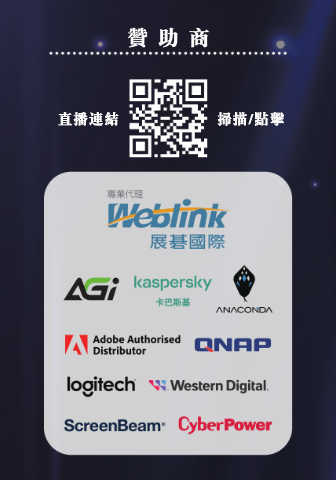 贊助商
直播連結
掃描/點擊
專業代理
Weblink
展碁國際
AGi
kaspersky
卡巴斯基
ANACONDA
Adobe Authorised
Distributor
QNAP
logitech
Western Digital.
ScreenBeam®
CyberPower